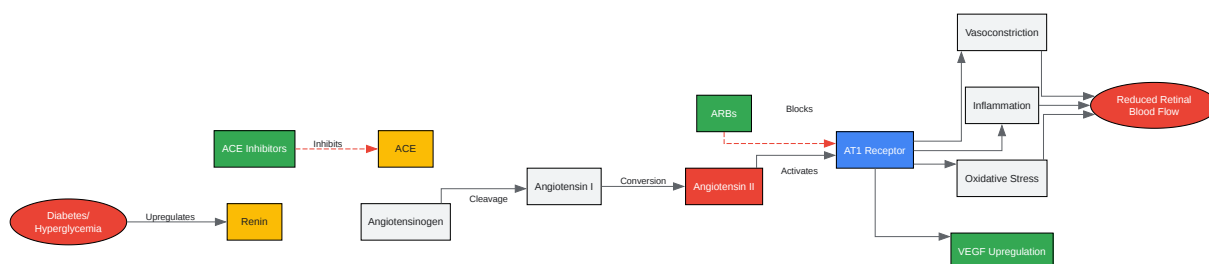 Vasoconstriction
ARBs
Blocks
Inflammation
Reduced Retinal
Blood Flow
ACE Inhibitors
Inhibits
ACE
AT1 Receptor
Angiotensin I
Conversion
Angiotensin II
Activates
Oxidative Stress
Cleavage
Diabetes/
Hyperglycemia
Upregulates
Renin
Angiotensinogen
VEGF Upregulation